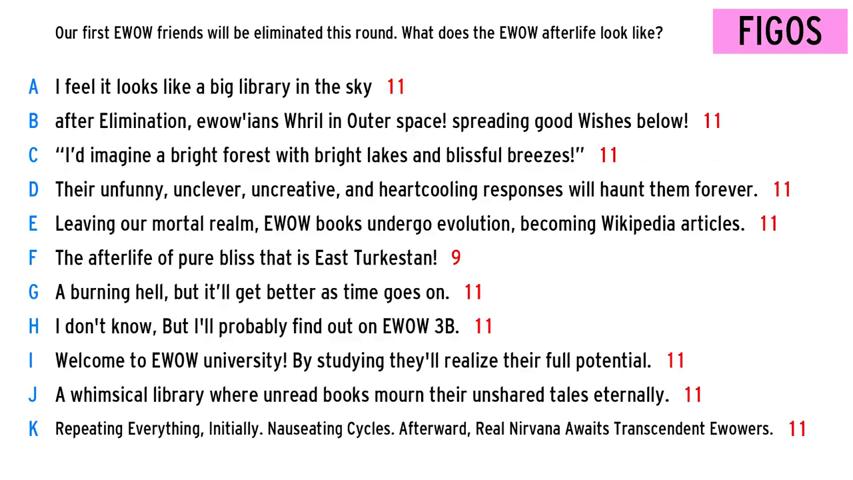 Our first EWOW friends will be eliminated this round. What does the EWOW afterlife look like?
FIGOS
A I feel it looks like a big library in the sky 11
B after Elimination, ewow'ians Whril in Outer space! spreading good Wishes below! 11
C “I’d imagine a bright forest with bright lakes and blissful breezes!” 11
D Their unfunny, unclever, uncreative, and heartcooling responses will haunt them forever. 11
E Leaving our mortal realm, EWOW books undergo evolution, becoming Wikipedia articles. 11
F The afterlife of pure bliss that is East Turkestan! 9
G A burning hell, but it’ll get better as time goes on. 11
H I don't know, But I'll probably find out on EWOW 3B. 11
I Welcome to EWOW university! By studying they'll realize their full potential. 11
J A whimsical library where unread books mourn their unshared tales eternally. 11
K Repeating Everything, Initially. Nauseating Cycles. Afterward, Real Nirvana Awaits Transcendent Ewowers. 11